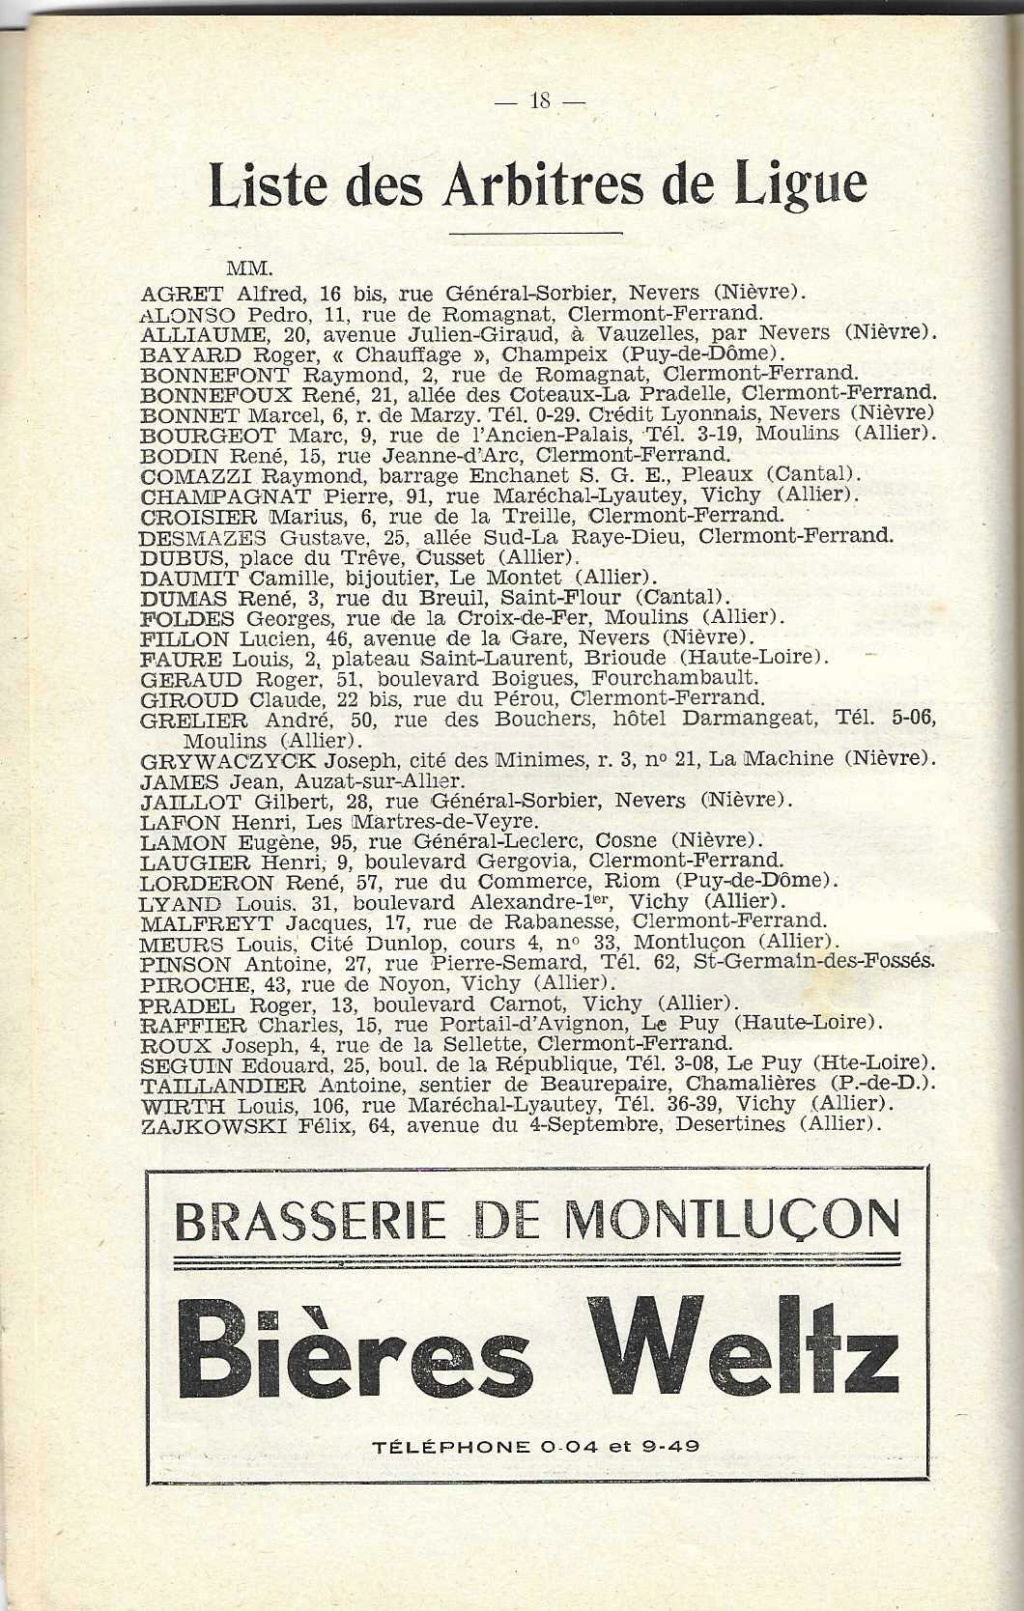 — 18 —
Liste des Arbitres de Ligue
MM.
AGRET Alfred, 16 bis, rue Général-Sorbier, Nevers (Nièvre).
ALONSO Pedro, 11, rue de Romagnat, Clermont-Ferrand.
ALLIAUME, 20, avenue Julien-Giraud, à Vauzelles, par Nevers (Nièvre).
BAYARD Roger, « Chauffage », Champeix (Puy-de-Dôme).
BONNEFONT Raymond, 2, rue de Romagnat, Clermont-Ferrand.
BONNEFOUX René, 21, allée des Coteaux-La Pradelle, Clermont-Ferrand.
BONNET Marcel, 6, r. de Marzy. Tél. 0-29. Crédit Lyonnais, Nevers (Nièvre)
BOURGEOT Marc, 9, rue de l'Ancien-Palais, Tél. 3-19, Moulins (Allier).
BODIN René, 15, rue Jeanne-d'Arc, Clermont-Ferrand.
COMAZZI Raymond, barrage Enchanet S. G. E., Pleaux (Cantal).
CHAMPAGNAT Pierre, 91, rue Maréchal-Lyautey, Vichy (Allier).
CROISIER Marius, 6, rue de la Treille, Clermont-Ferrand.
DESMAZES Gustave, 25, allée Sud-La Raye-Dieu, Clermont-Ferrand.
DUBUS, place du Trêve, Cusset (Allier).
DAUMIT Camille, bijoutier, Le Montet (Allier).
DUMAS René, 3, rue du Breuil, Saint-Flour (Cantal).
FOLDES Georges, rue de la Croix-de-Fer, Moulins (Allier).
FILLON Lucien, 46, avenue de la Gare, Nevers (Nièvre).
FAURE Louis, 2, plateau Saint-Laurent, Brioude (Haute-Loire).
GERAUD Roger, 51, boulevard Boigues, Fourchambault.
GIROUD Claude, 22 bis, rue du Pérou, Clermont-Ferrand.
GRELIER André, 50, rue des Bouchers, hôtel Darmangeat, Tél. 5-06,
Moulins (Allier).
GRYWACZYCK Joseph, cité des Minimes, r. 3, nº 21, La Machine (Nièvre).
JAMES Jean, Auzat-sur-Allier.
JAILLOT Gilbert, 28, rue Général-Sorbier, Nevers (Nièvre).
LAFON Henri, Les Martres-de-Veyre.
LAMON Eugène, 95, rue Général-Leclerc, Cosne (Nièvre).
LAUGIER Henri, 9, boulevard Gergovia, Clermont-Ferrand.
LORDERON René, 57, rue du Commerce, Riom (Puy-de-Dôme).
LYAND Louis. 31, boulevard Alexandre-1er, Vichy (Allier).
MALFREYT Jacques, 17, rue de Rabanesse, Clermont-Ferrand.
MEURS Louis, Cité Dunlop, cours 4, nº 33, Montluçon (Allier).
PINSON Antoine, 27, rue Pierre-Semard, Tél. 62, St-Germain-des-Fossés.
PIROCHE, 43, rue de Noyon, Vichy (Allier).
PRADEL Roger, 13, boulevard Carnot, Vichy (Allier).
RAFFIER Charles, 15, rue Portail-d'Avignon, Le Puy (Haute-Loire).
ROUX Joseph, 4, rue de la Sellette, Clermont-Ferrand.
SEGUIN Edouard, 25, boul. de la République, Tél. 3-08, Le Puy (Hte-Loire).
TAILLANDIER Antoine, sentier de Beaurepaire, Chamalières (P.-de-D.).
WIRTH Louis, 106, rue Maréchal-Lyautey, Tél. 36-39, Vichy (Allier).
ZAJKOWSKI Félix, 64, avenue du 4-Septembre, Desertines (Allier).
BRASSERIE DE MONTLUÇON
Bières Weltz
TÉLÉPHONE 0-04 et 9-49